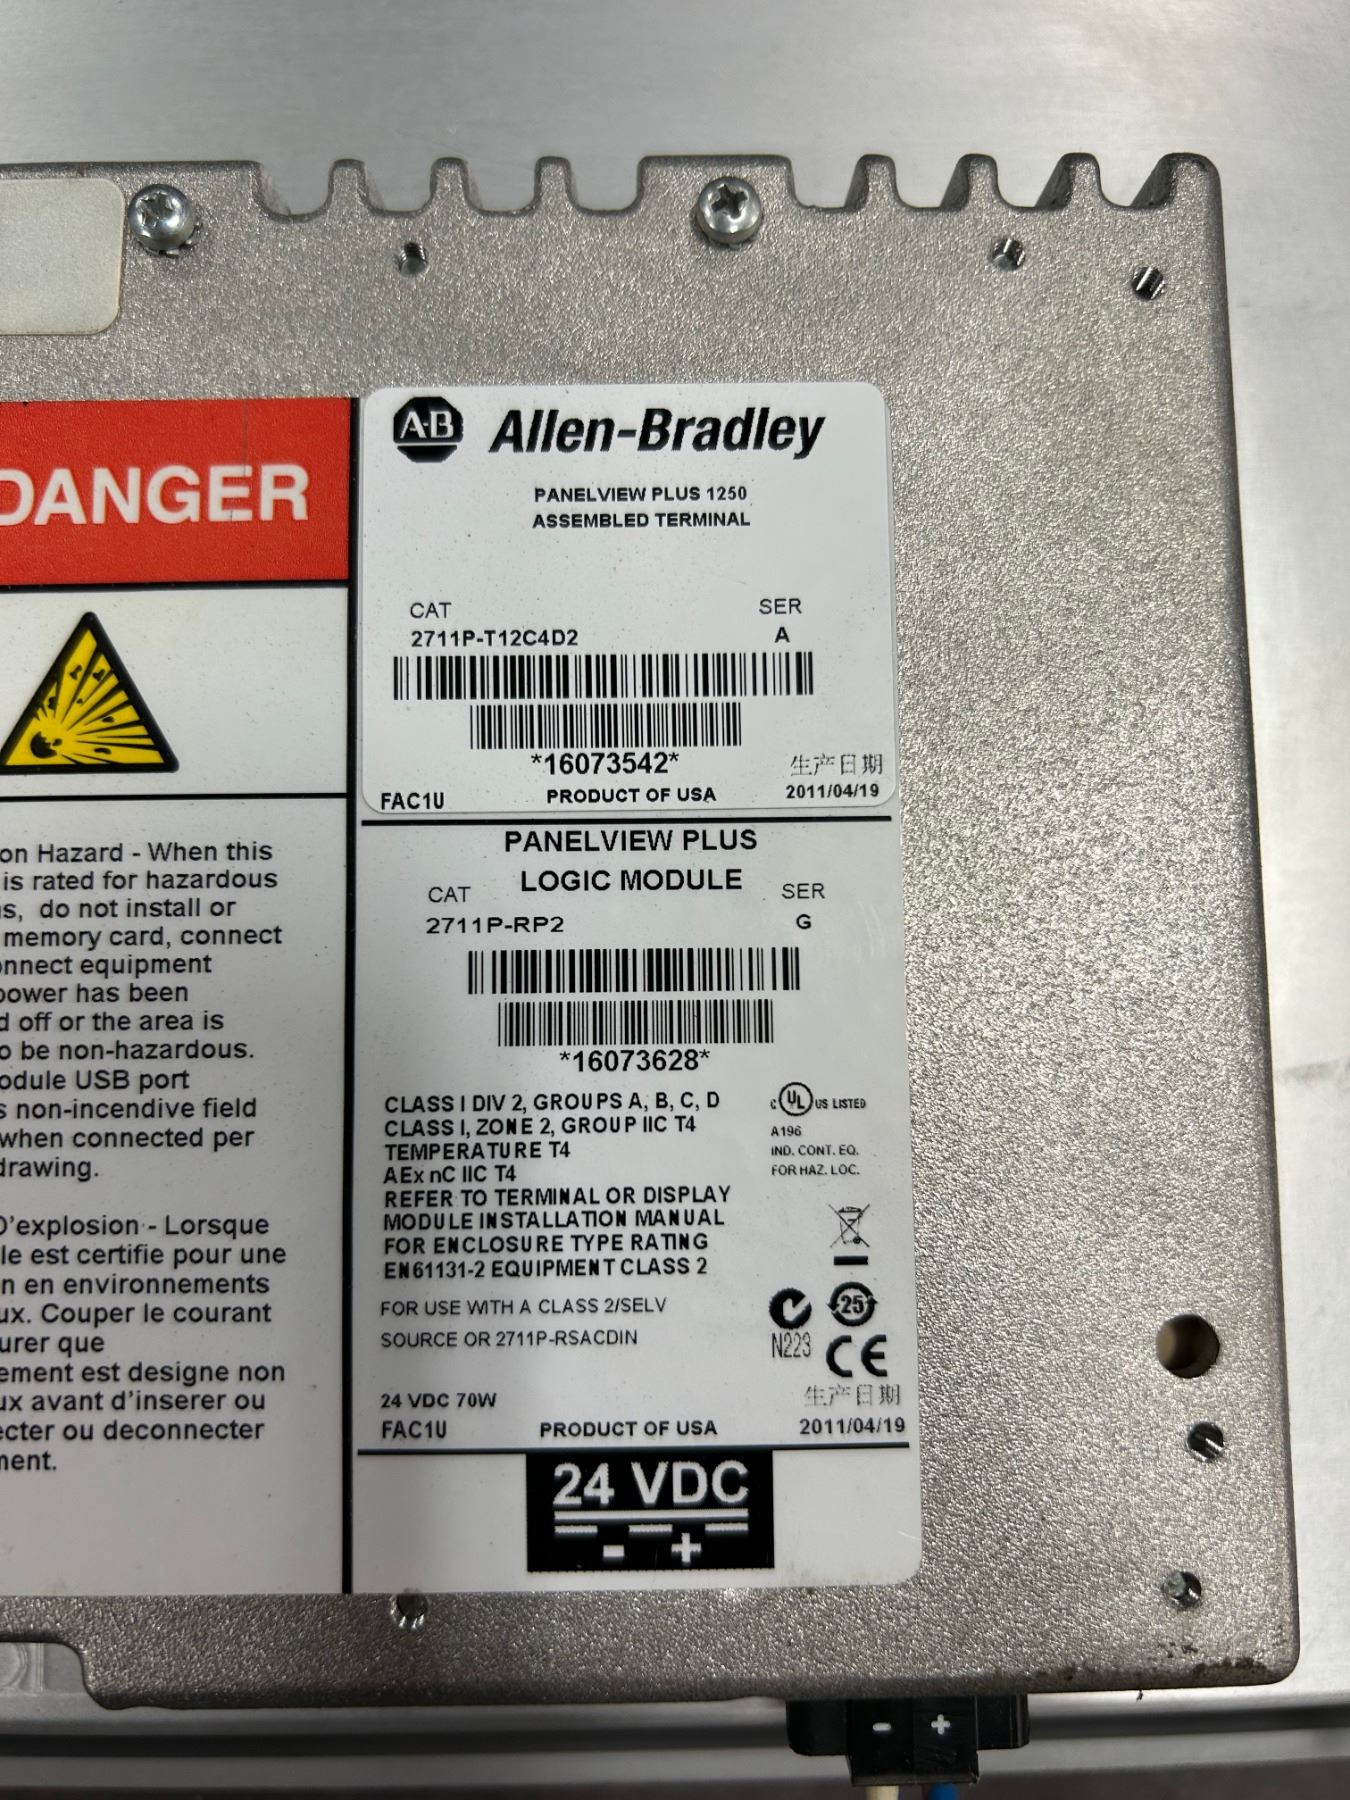 DANGER
on Hazard - When this
is rated for hazardous
s, do not install or
memory card, connect
onnect equipment
power has been
d off or the area is
o be non-hazardous.
odule USB port
s non-incendive field
when connected per
drawing.
D'explosion - Lorsque
le est certifie pour une
n en environnements
ux. Couper le courant
urer que
ement est designe non
ux avant d'inserer ou
ecter ou deconnecter
ment.
A-B Allen-Bradley
PANELVIEW PLUS 1250
ASSEMBLED TERMINAL
CAT SER
2711P-T12C4D2 A
*16073542* 生产日期
FAC1U PRODUCT OF USA 2011/04/19
PANELVIEW PLUS
LOGIC MODULE
CAT SER
2711P-RP2 G
*16073628*
CLASS I DIV 2, GROUPS A, B, C, D
CLASS I, ZONE 2, GROUP IIC T4
TEMPERATURE T4
AEx nC IIC T4
REFER TO TERMINAL OR DISPLAY
MODULE INSTALLATION MANUAL
FOR ENCLOSURE TYPE RATING
EN61131-2 EQUIPMENT CLASS 2
FOR USE WITH A CLASS 2/SELV
SOURCE OR 2711P-RSACDIN
C UL US LISTED
A196
IND. CONT. EQ.
FOR HAZ. LOC.
25
N223 CE
24 VDC 70W 生产日期
FAC1U PRODUCT OF USA 2011/04/19
24 VDC
- +
- +